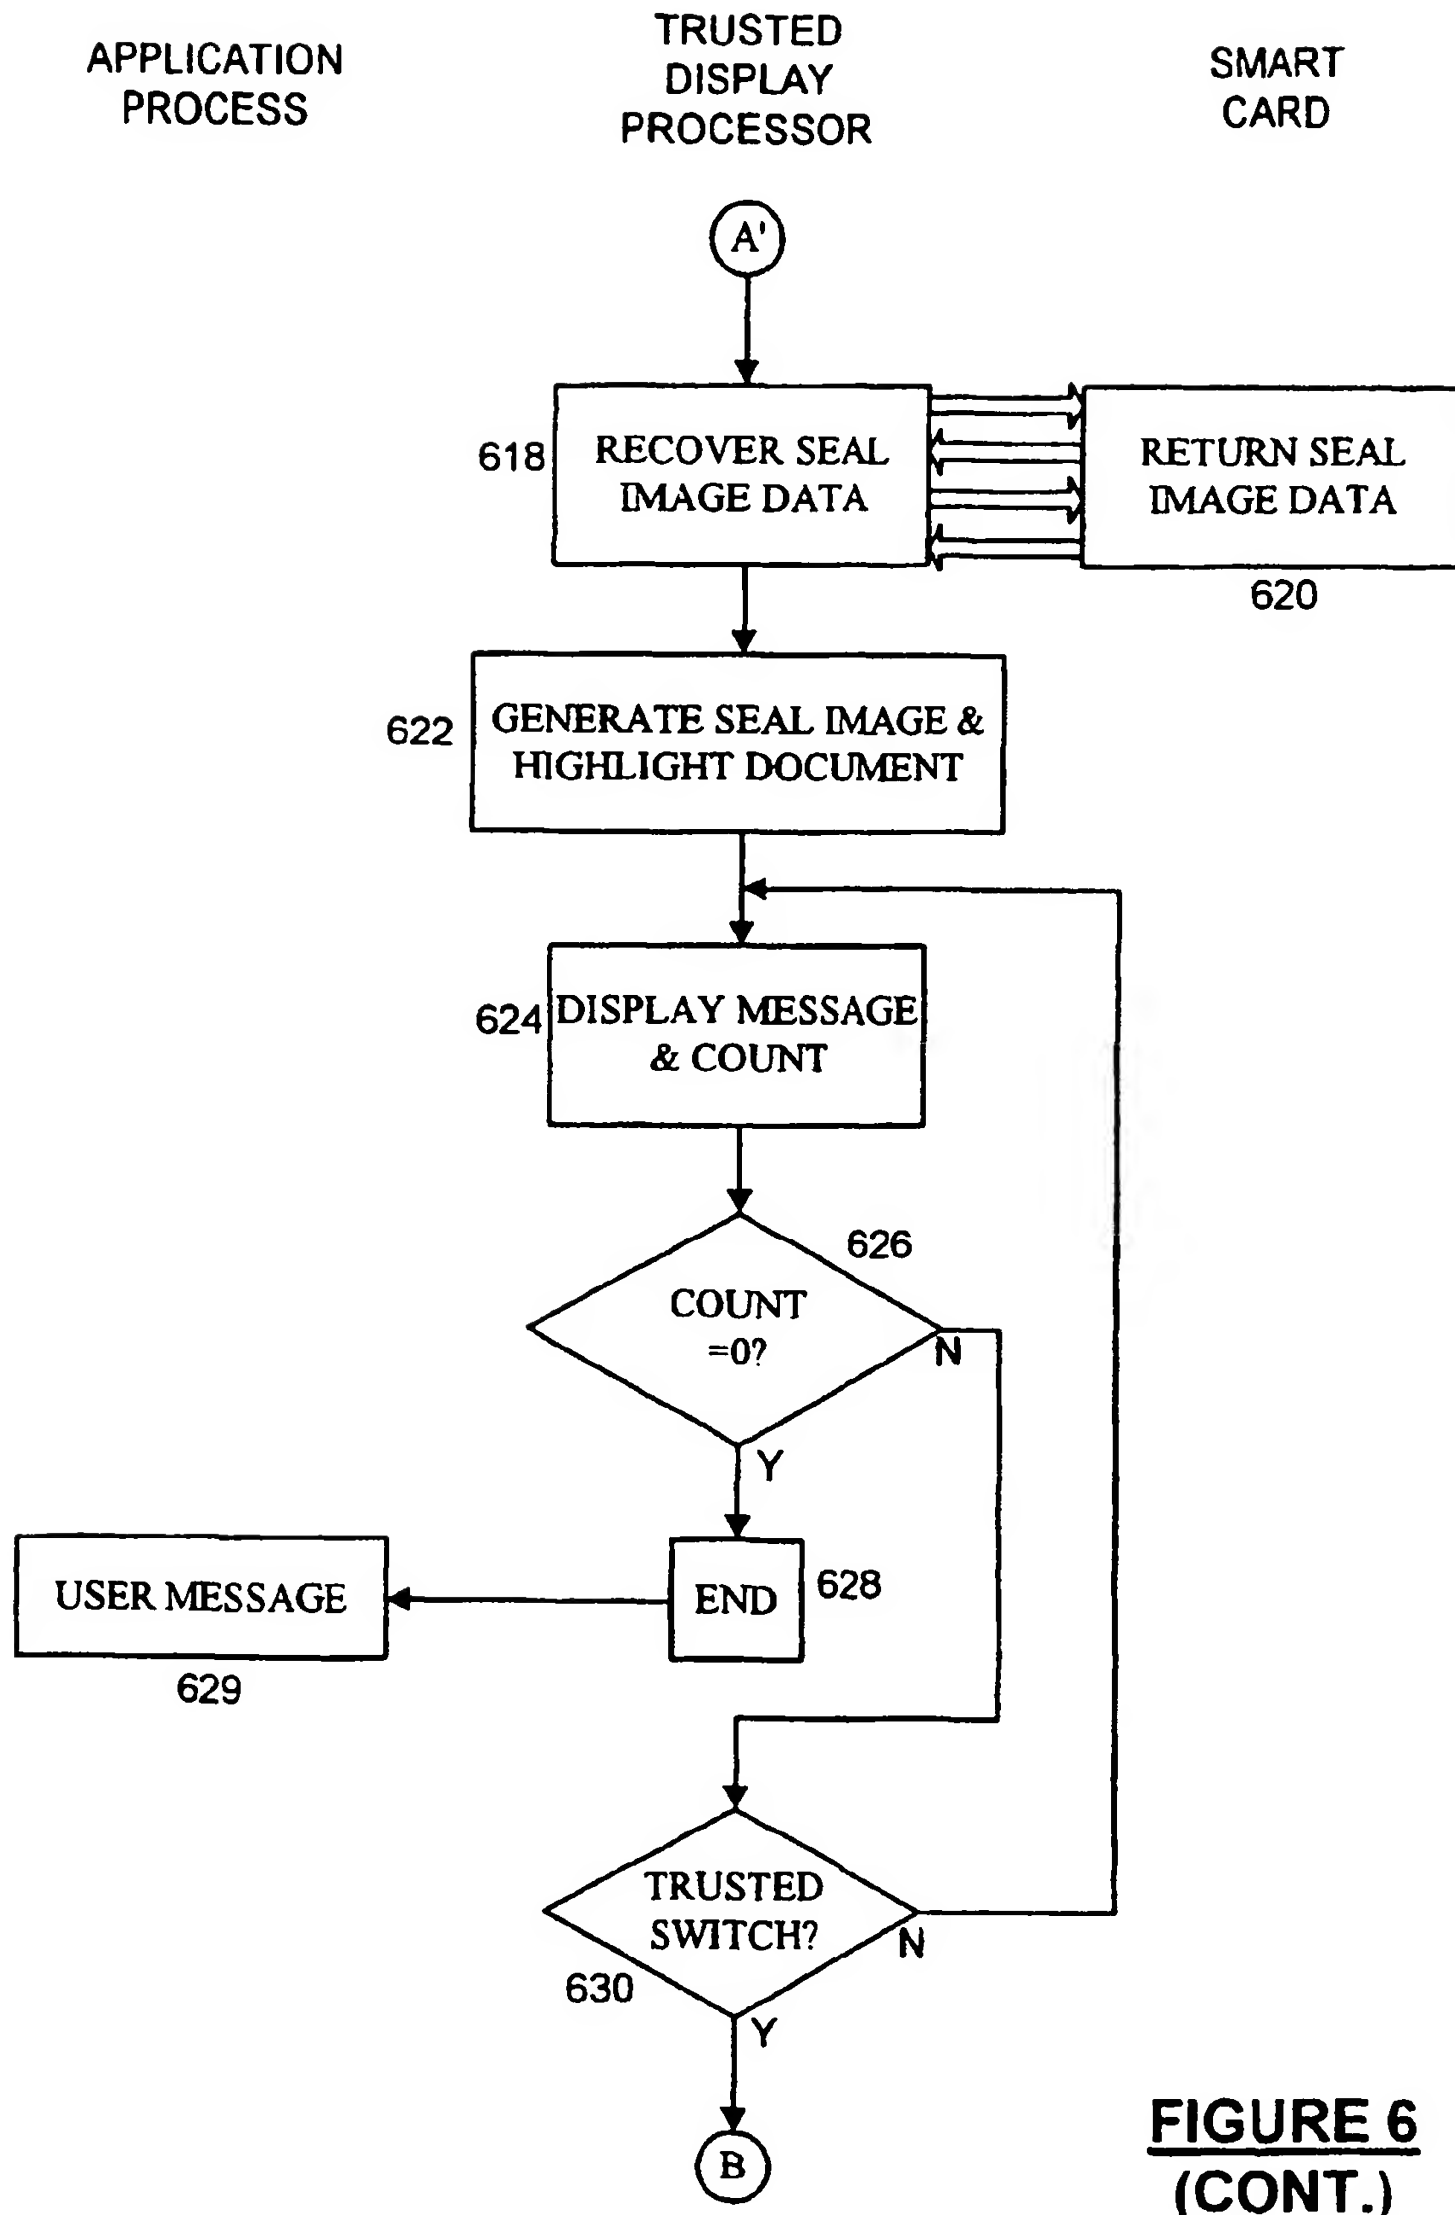 APPLICATION
PROCESS
TRUSTED
DISPLAY
PROCESSOR
SMART
CARD
A'
618
RECOVER SEAL
IMAGE DATA
RETURN SEAL
IMAGE DATA
620
622
GENERATE SEAL IMAGE &
HIGHLIGHT DOCUMENT
624
DISPLAY MESSAGE
& COUNT
626
COUNT
=0?
N
Y
USER MESSAGE
629
END
628
TRUSTED
SWITCH?
N
630
Y
B
FIGURE 6
(CONT.)